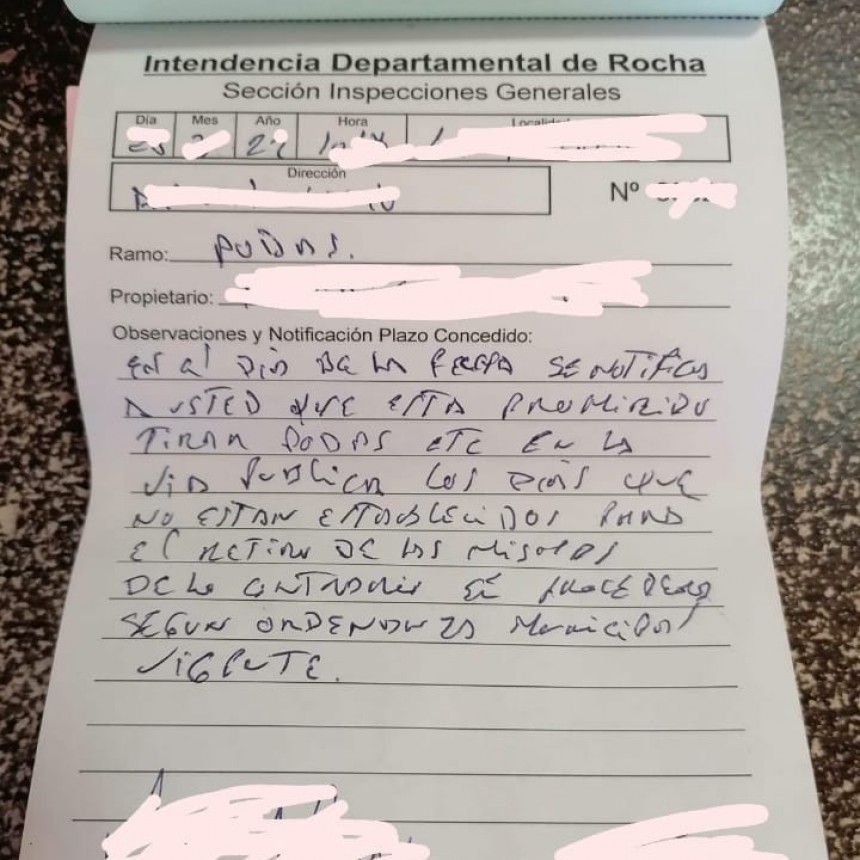 Intendencia Departamental de Rocha
Sección Inspecciones Generales
Día Mes Año Hora
Dirección
Nº
Ramo: PODAS.
Propietario:
Observaciones y Notificación Plazo Concedido:
EN el DIA DE LA FECHA SE NOTIFICA
A USTED QUE ESTA PROHIBIDO
TIRAR PODAS ETC EN LA
VIA PUBLICA LOS DIAS QUE
NO ESTAN ESTABLECIDOS PARA
EL RETIRO DE LAS MISMAS
DE LO CONTRARIO SE PROCEDERA
SEGUN ORDENANZA MUNICIPAL
VIGENTE.